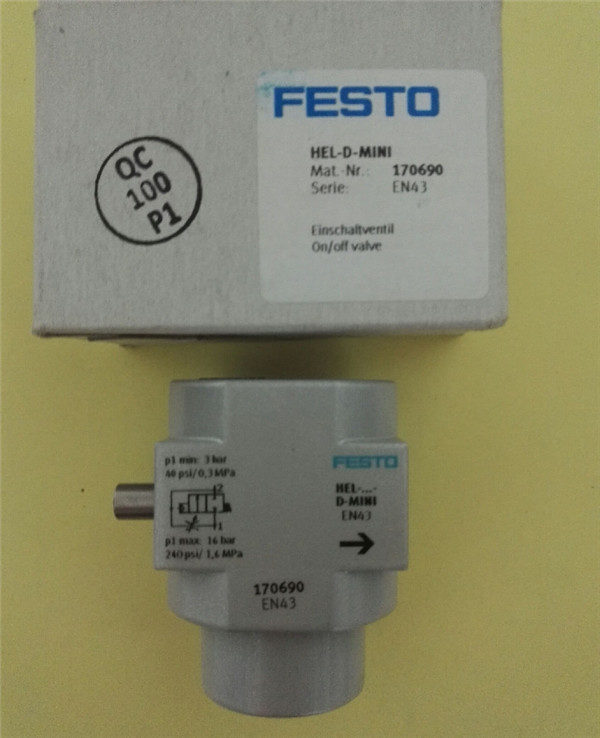 FESTO
HEL-D-MINI
Mat.-Nr.: 170690
Serie: EN43
Einschaltventil
On/off valve
QC
100
P1
p1 min: 3 bar
40 psi/0,3 MPa
2
1
p1 max: 16 bar
240 psi/ 1,6 MPa
FESTO
HEL-...-
D-MINI
EN43
170690
EN43